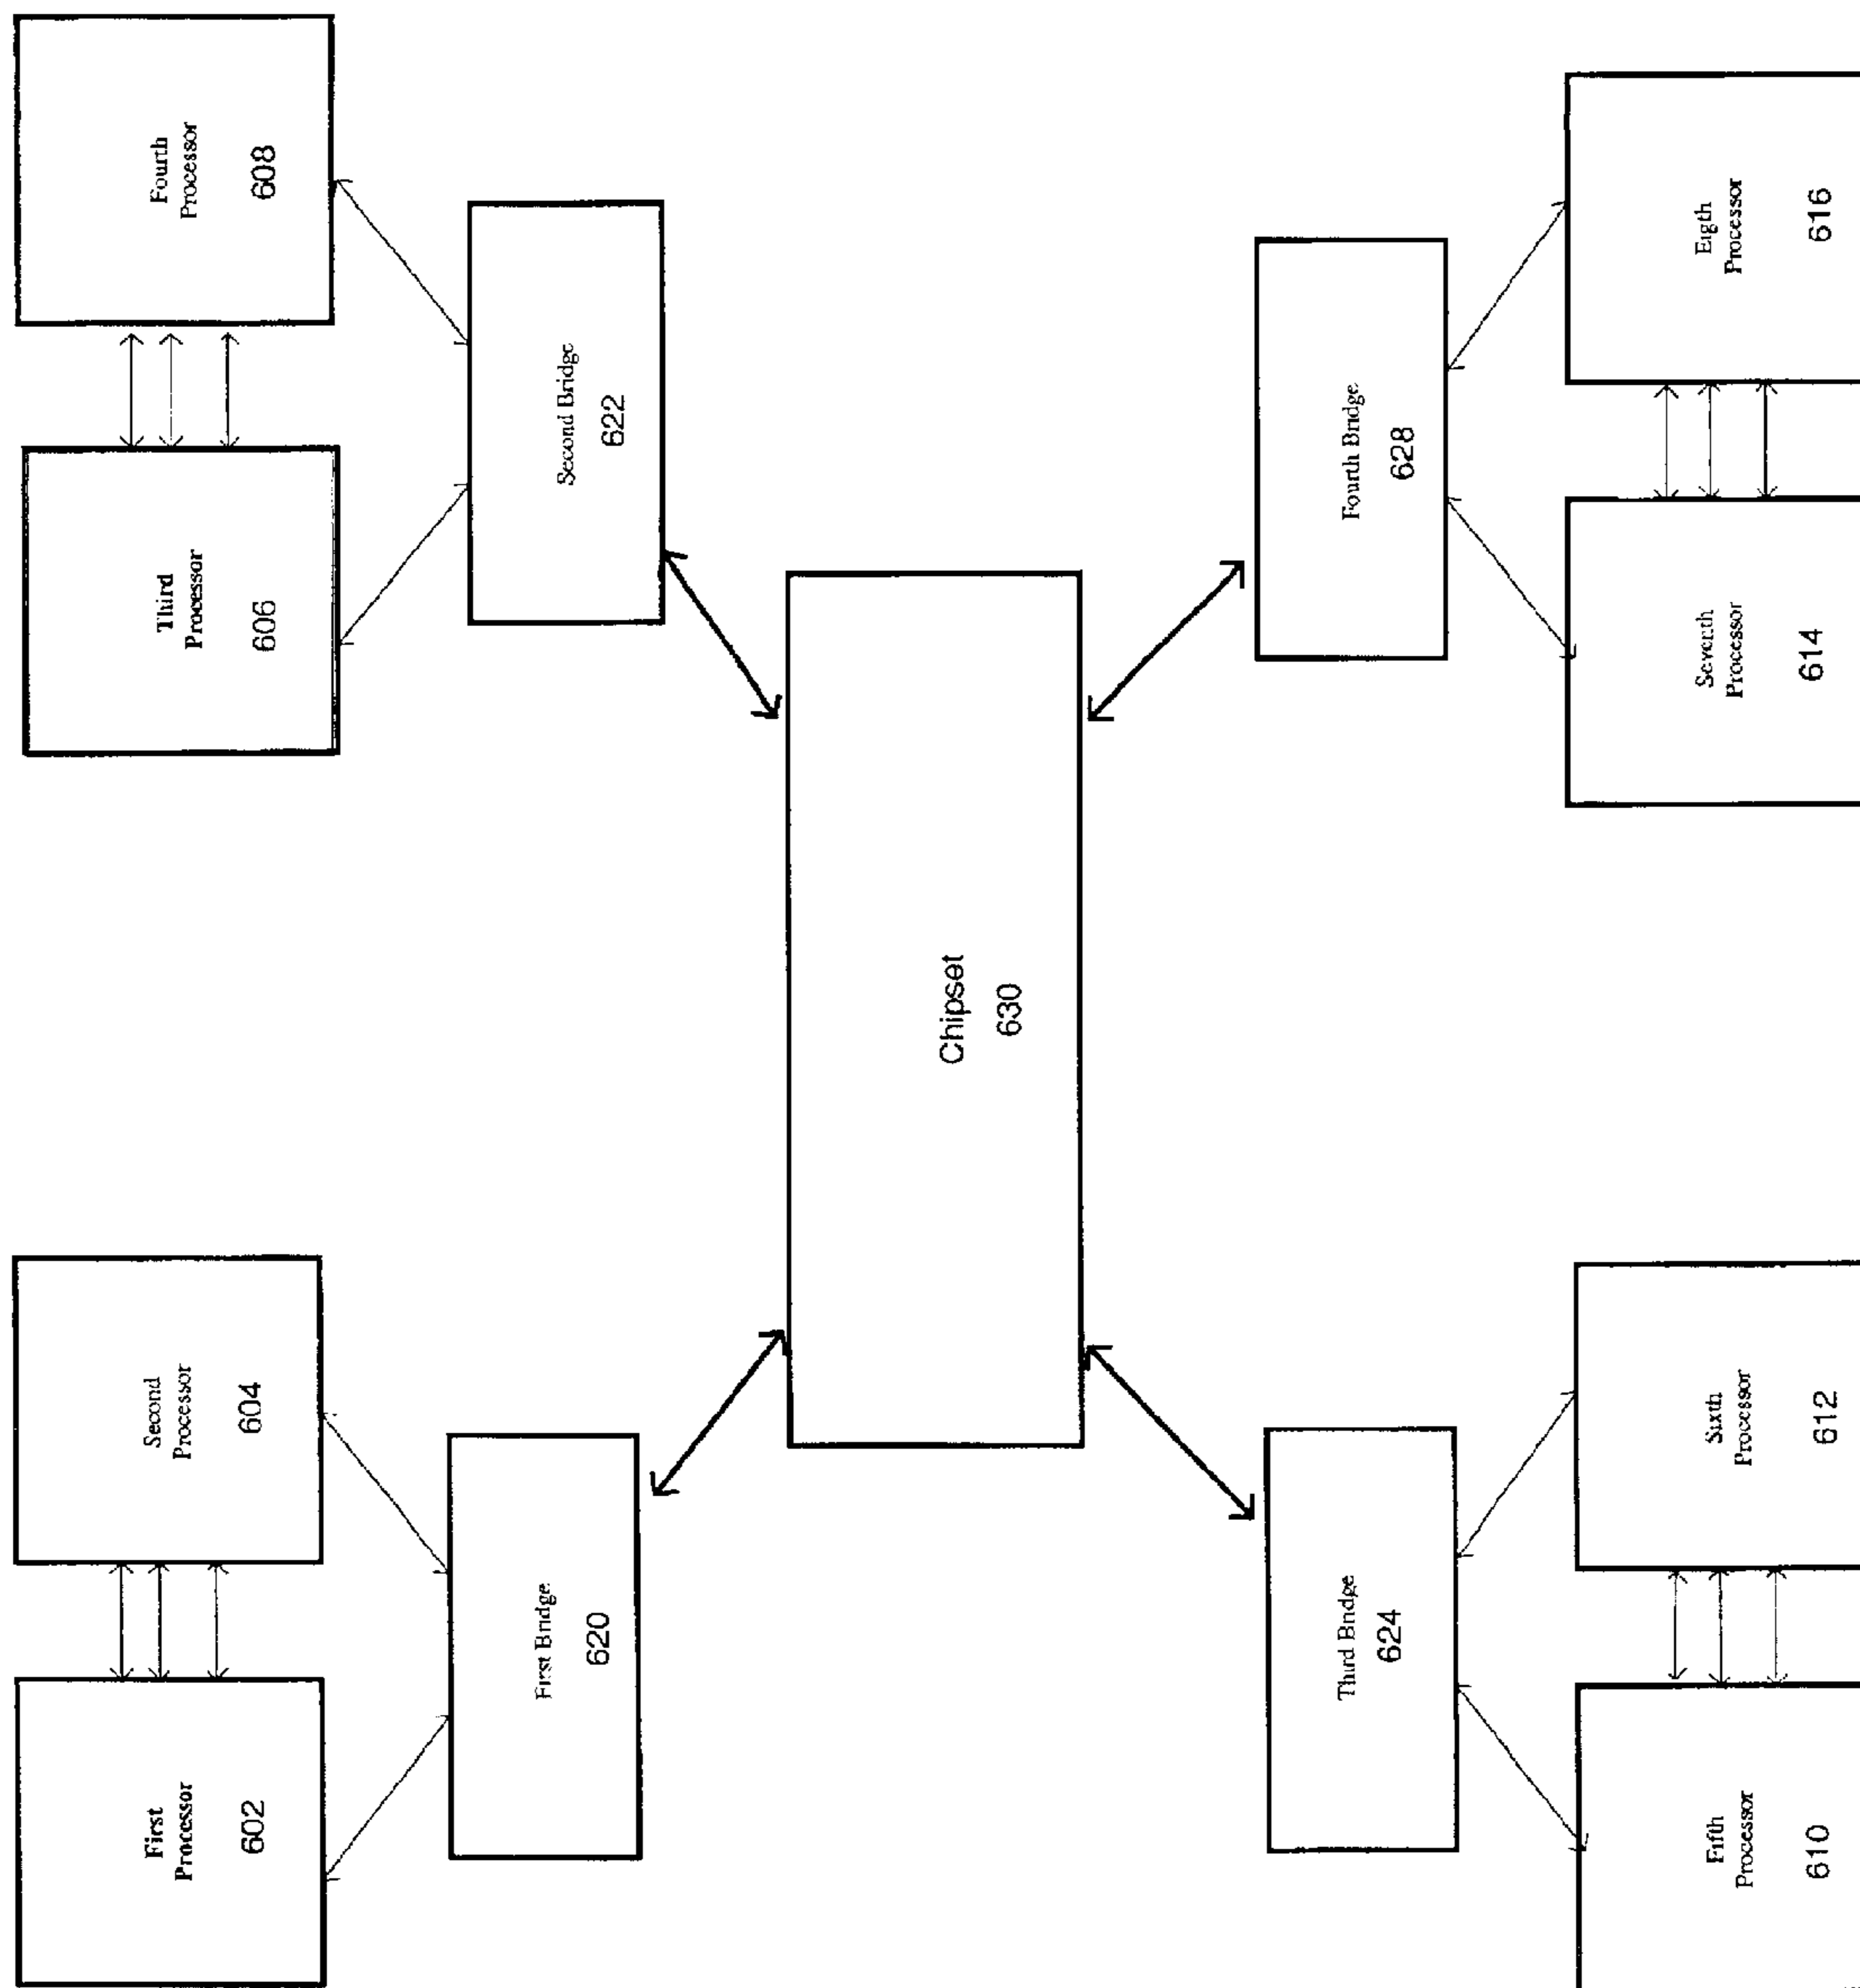 First
Processor
602
Second
Processor
604
Third
Processor
606
Fourth
Processor
608
First Bridge
620
Second Bridge
622
Chipset
630
Third Bridge
624
Fourth Bridge
628
Fifth
Processor
610
Sixth
Processor
612
Seventh
Processor
614
Eigth
Processor
616